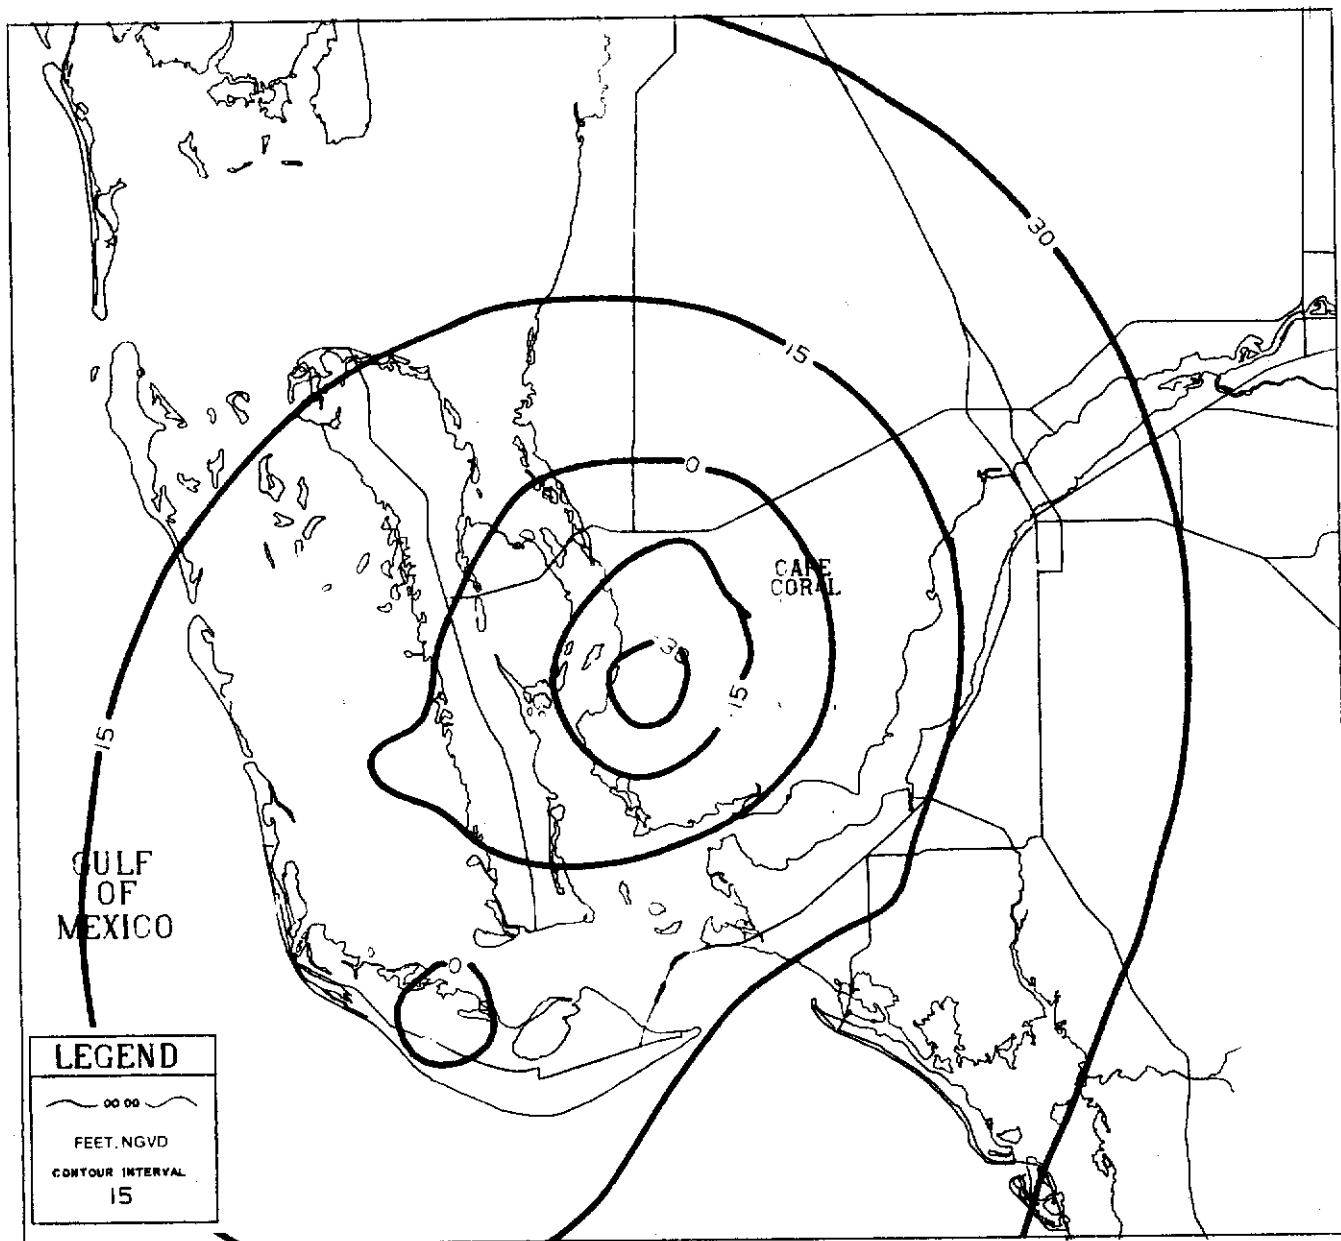 30
15
0
CAPE
CORAL
-30
-15
15
GULF
OF
MEXICO
0
LEGEND
00 00
FEET, NGVD
CONTOUR INTERVAL
15